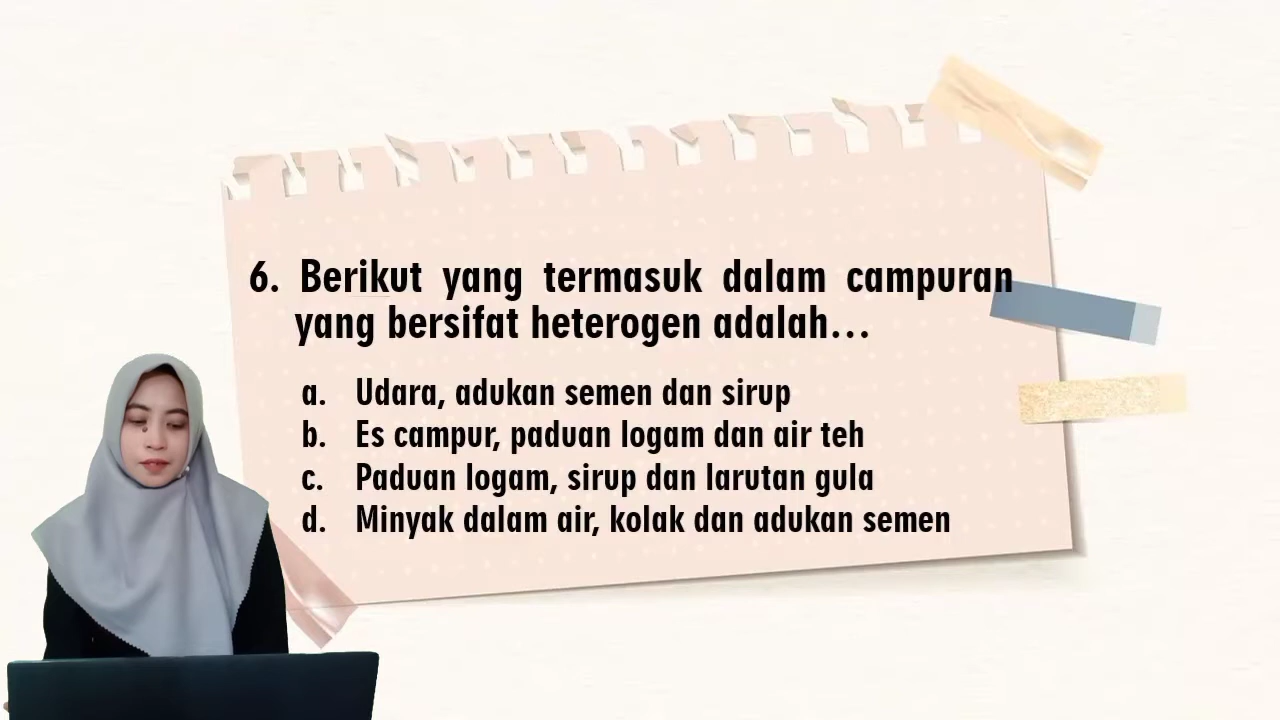 6. Berikut yang termasuk dalam campuran
yang bersifat heterogen adalah...
a. Udara, adukan semen dan sirup
b. Es campur, paduan logam dan air teh
c. Paduan logam, sirup dan larutan gula
d. Minyak dalam air, kolak dan adukan semen